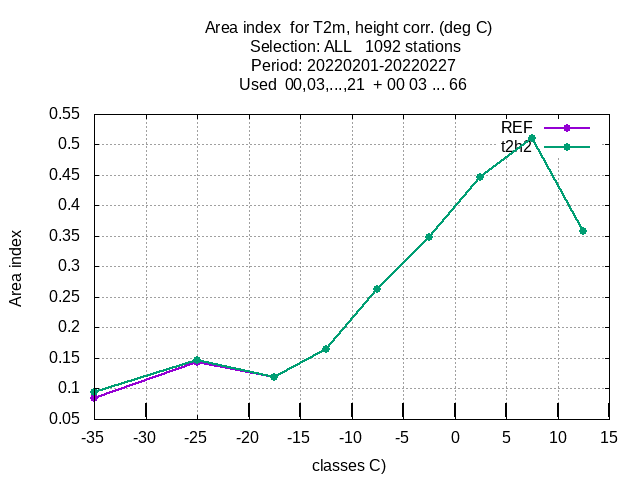 Area index  for T2m, height corr. (deg C)
Selection: ALL   1092 stations
Period: 20220201-20220227
Used  00,03,...,21  + 00 03 ... 66
REF
t2h2
0.55
0.5
0.45
0.4
0.35
0.3
0.25
0.2
0.15
0.1
0.05
Area index
-35 -30 -25 -20 -15 -10 -5 0 5 10 15
classes C)